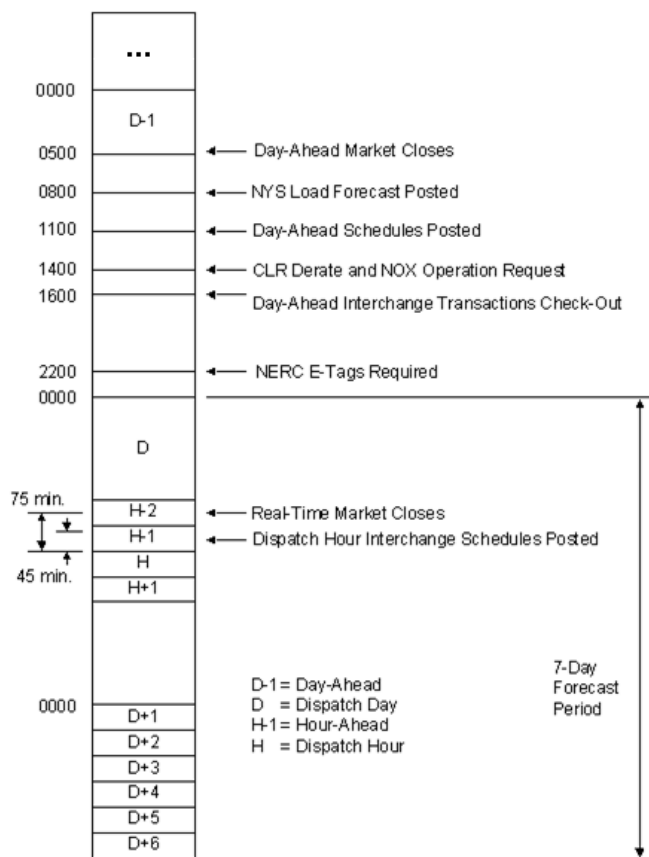 ...
0000
D-1
0500 Day-Ahead Market Closes
0800 NYS Load Forecast Posted
1100 Day-Ahead Schedules Posted
1400 CLR Derate and NOX Operation Request
1600 Day-Ahead Interchange Transactions Check-Out
2200 NERC E-Tags Required
0000
D
75 min.
H-2 Real-Time Market Closes
H-1 Dispatch Hour Interchange Schedules Posted
H
45 min.
H+1
7-Day
Forecast
Period
D-1 = Day-Ahead
D = Dispatch Day
H-1 = Hour-Ahead
H = Dispatch Hour
0000
D+1
D+2
D+3
D+4
D+5
D+6